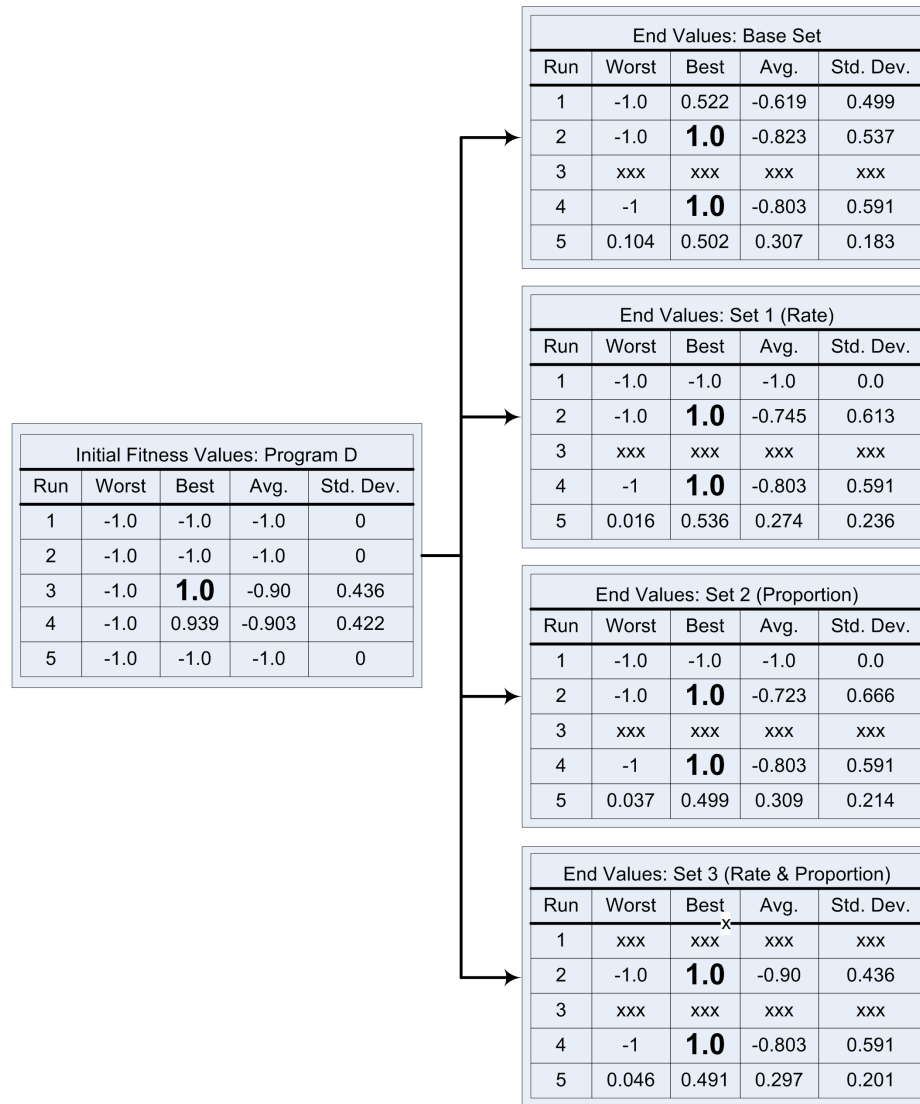 Initial Fitness Values: Program D
Run Worst Best Avg. Std. Dev.
1 -1.0 -1.0 -1.0 0
2 -1.0 -1.0 -1.0 0
3 -1.0 1.0 -0.90 0.436
4 -1.0 0.939 -0.903 0.422
5 -1.0 -1.0 -1.0 0
End Values: Base Set
Run Worst Best Avg. Std. Dev.
1 -1.0 0.522 -0.619 0.499
2 -1.0 1.0 -0.823 0.537
3 xxx xxx xxx xxx
4 -1 1.0 -0.803 0.591
5 0.104 0.502 0.307 0.183
End Values: Set 1 (Rate)
Run Worst Best Avg. Std. Dev.
1 -1.0 -1.0 -1.0 0.0
2 -1.0 1.0 -0.745 0.613
3 xxx xxx xxx xxx
4 -1 1.0 -0.803 0.591
5 0.016 0.536 0.274 0.236
End Values: Set 2 (Proportion)
Run Worst Best Avg. Std. Dev.
1 -1.0 -1.0 -1.0 0.0
2 -1.0 1.0 -0.723 0.666
3 xxx xxx xxx xxx
4 -1 1.0 -0.803 0.591
5 0.037 0.499 0.309 0.214
End Values: Set 3 (Rate & Proportion)
Run Worst Best Avg. Std. Dev.
x
1 xxx xxx xxx xxx
2 -1.0 1.0 -0.90 0.436
3 xxx xxx xxx xxx
4 -1 1.0 -0.803 0.591
5 0.046 0.491 0.297 0.201